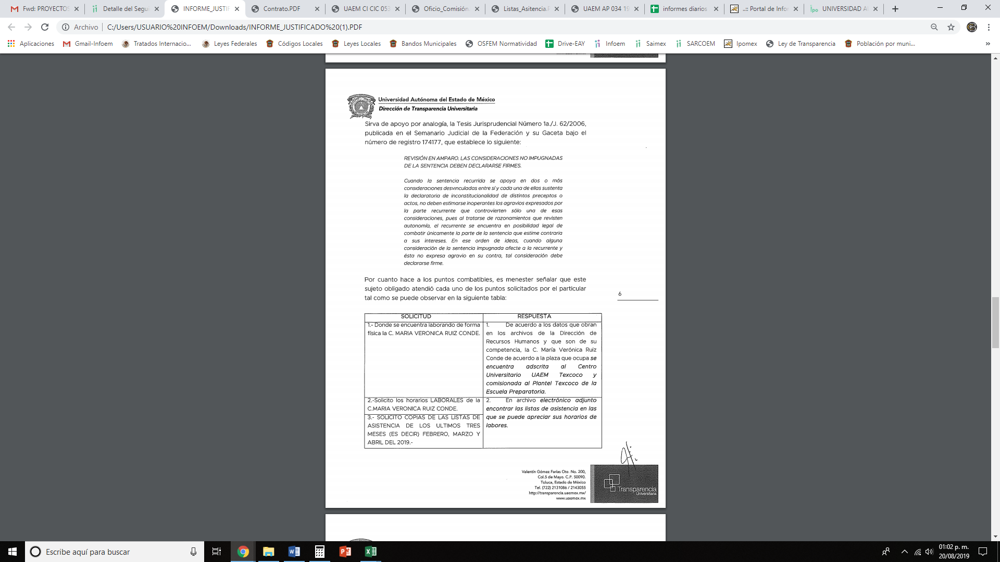 Fwd: PROYECTOS
Detalle del Segui
INFORME_JUSTIF
Contrato.PDF
UAEM CI CIC 053
Oficio_Comisión.
Listas_Asitencia.P
UAEM AP 034 19
informes diarios
..:: Portal de Infor
UNIVERSIDAD A
Archivo
C:/Users/USUARIO%20INFOEM/Downloads/INFORME_JUSTIFICADO%20(1).PDF
Aplicaciones
Gmail-Infoem
Tratados Internacio...
Leyes Federales
Códigos Locales
Leyes Locales
Bandos Municipales
OSFEM Normatividad
Drive-EAY
Infoem
Saimex
SARCOEM
Ipomex
Ley de Transparencia
Población por muni...
»
Universidad Autónoma del Estado de México
Dirección de Transparencia Universitaria
Sirva de apoyo por analogía, la Tesis Jurisprudencial Número 1a./J. 62/2006,
publicada en el Semanario Judicial de la Federación y su Gaceta bajo el
número de registro 174177, que establece lo siguiente:
REVISIÓN EN AMPARO. LAS CONSIDERACIONES NO IMPUGNADAS
DE LA SENTENCIA DEBEN DECLARARSE FIRMES.
Cuando la sentencia recurrida se apoya en dos o más
consideraciones desvinculadas entre sí y cada una de ellas sustenta
la declaratoria de inconstitucionalidad de distintos preceptos o
actos, no deben estimarse inoperantes los agravios expresados por
la parte recurrente que controvierten sólo una de esas
consideraciones, pues al tratarse de razonamientos que revisten
autonomía, el recurrente se encuentra en posibilidad legal de
combatir únicamente la parte de la sentencia que estime contraria
a sus intereses. En ese orden de ideas, cuando alguna
consideración de la sentencia impugnada afecte a la recurrente y
ésta no expresa agravio en su contra, tal consideración debe
declararse firme.
Por cuanto hace a los puntos combatibles, es menester señalar que este
sujeto obligado atendió cada uno de los puntos solicitados por el particular
tal como se puede observar en la siguiente tabla:
6
SOLICITUD
RESPUESTA
1.- Donde se encuentra laborando de forma
física la C. MARIA VERONICA RUIZ CONDE.
1. De acuerdo a los datos que obran
en los archivos de la Dirección de
Recursos Humanos y que son de su
competencia, la C. María Verónica Ruiz
Conde de acuerdo a la plaza que ocupa se
encuentra adscrita al Centro
Universitario UAEM Texcoco y
comisionada al Plantel Texcoco de la
Escuela Preparatoria.
2.-Solicito los horarios LABORALES de la
C.MARIA VERONICA RUIZ CONDE.
3.- SOLICITO COPIAS DE LAS LISTAS DE
ASISTENCIA DE LOS ULTIMOS TRES
MESES (ES DECIR) FEBRERO, MARZO Y
ABRIL DEL 2019.-
2. En archivo electrónico adjunto
encontrar las listas de asistencia en las
que se puede apreciar sus horarios de
labores.
Valentín Gómez Farías Ote. No. 200,
Col.5 de Mayo. C.P. 50090.
Toluca, Estado de México
Tel. (722) 2131086 / 2143055
http://transparencia.uaemex.mx/
www.uaemex.mx
Transparencia
Universitaria
Escribe aquí para buscar
01:02 p. m.
20/08/2019